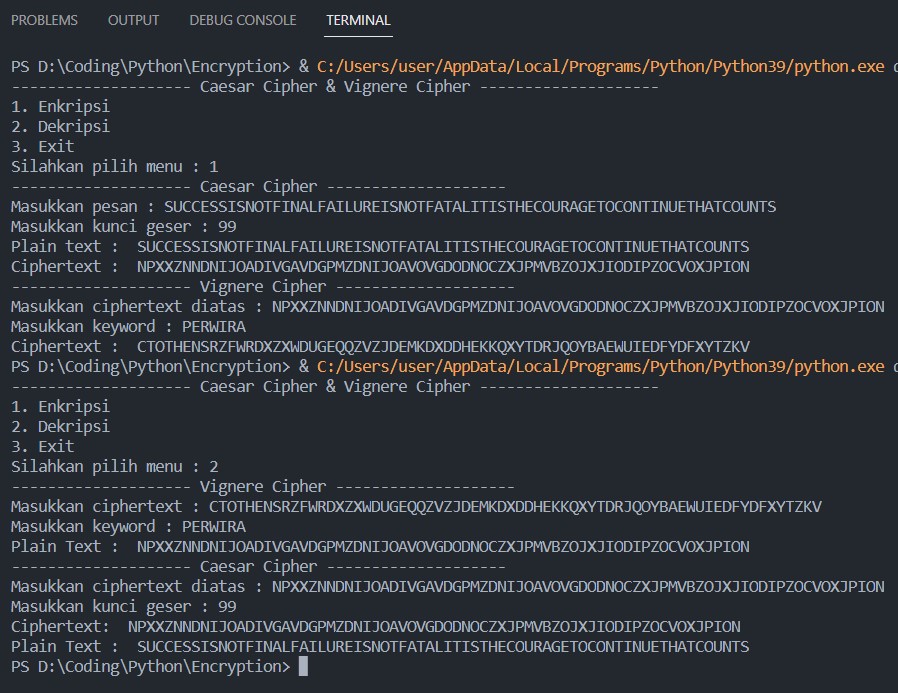 PROBLEMS OUTPUT DEBUG CONSOLE TERMINAL
PS D:\Coding\Python\Encryption> & C:/Users/user/AppData/Local/Programs/Python/Python39/python.exe
-------------------- Caesar Cipher & Vignere Cipher --------------------
1. Enkripsi
2. Dekripsi
3. Exit
Silahkan pilih menu : 1
-------------------- Caesar Cipher --------------------
Masukkan pesan : SUCCESSISNOTFINALFAILUREISNOTFATALITISTHECOURAGETOCONTINUETHATCOUNTS
Masukkan kunci geser : 99
Plain text :  SUCCESSISNOTFINALFAILUREISNOTFATALITISTHECOURAGETOCONTINUETHATCOUNTS
Ciphertext :  NPXXZNNDNIJOADIVGAVDGPMZDNIJOAVOVGDODNOCZXJPMVBZOJXJIODIPZOCVOXJPION
-------------------- Vignere Cipher --------------------
Masukkan ciphertext diatas : NPXXZNNDNIJOADIVGAVDGPMZDNIJOAVOVGDODNOCZXJPMVBZOJXJIODIPZOCVOXJPION
Masukkan keyword : PERWIRA
Ciphertext :  CTOTHENSRZFWRDXZXWDUGEQQZVZJDEMKDXDDHEKKQXYTDRJQOYBAEWUIEDFYDFXYTZKV
PS D:\Coding\Python\Encryption> & C:/Users/user/AppData/Local/Programs/Python/Python39/python.exe
-------------------- Caesar Cipher & Vignere Cipher --------------------
1. Enkripsi
2. Dekripsi
3. Exit
Silahkan pilih menu : 2
-------------------- Vignere Cipher --------------------
Masukkan ciphertext : CTOTHENSRZFWRDXZXWDUGEQQZVZJDEMKDXDDHEKKQXYTDRJQOYBAEWUIEDFYDFXYTZKV
Masukkan keyword : PERWIRA
Plain Text :  NPXXZNNDNIJOADIVGAVDGPMZDNIJOAVOVGDODNOCZXJPMVBZOJXJIODIPZOCVOXJPION
-------------------- Caesar Cipher --------------------
Masukkan ciphertext diatas : NPXXZNNDNIJOADIVGAVDGPMZDNIJOAVOVGDODNOCZXJPMVBZOJXJIODIPZOCVOXJPION
Masukkan kunci geser : 99
Ciphertext:  NPXXZNNDNIJOADIVGAVDGPMZDNIJOAVOVGDODNOCZXJPMVBZOJXJIODIPZOCVOXJPION
Plain Text :  SUCCESSISNOTFINALFAILUREISNOTFATALITISTHECOURAGETOCONTINUETHATCOUNTS
PS D:\Coding\Python\Encryption>